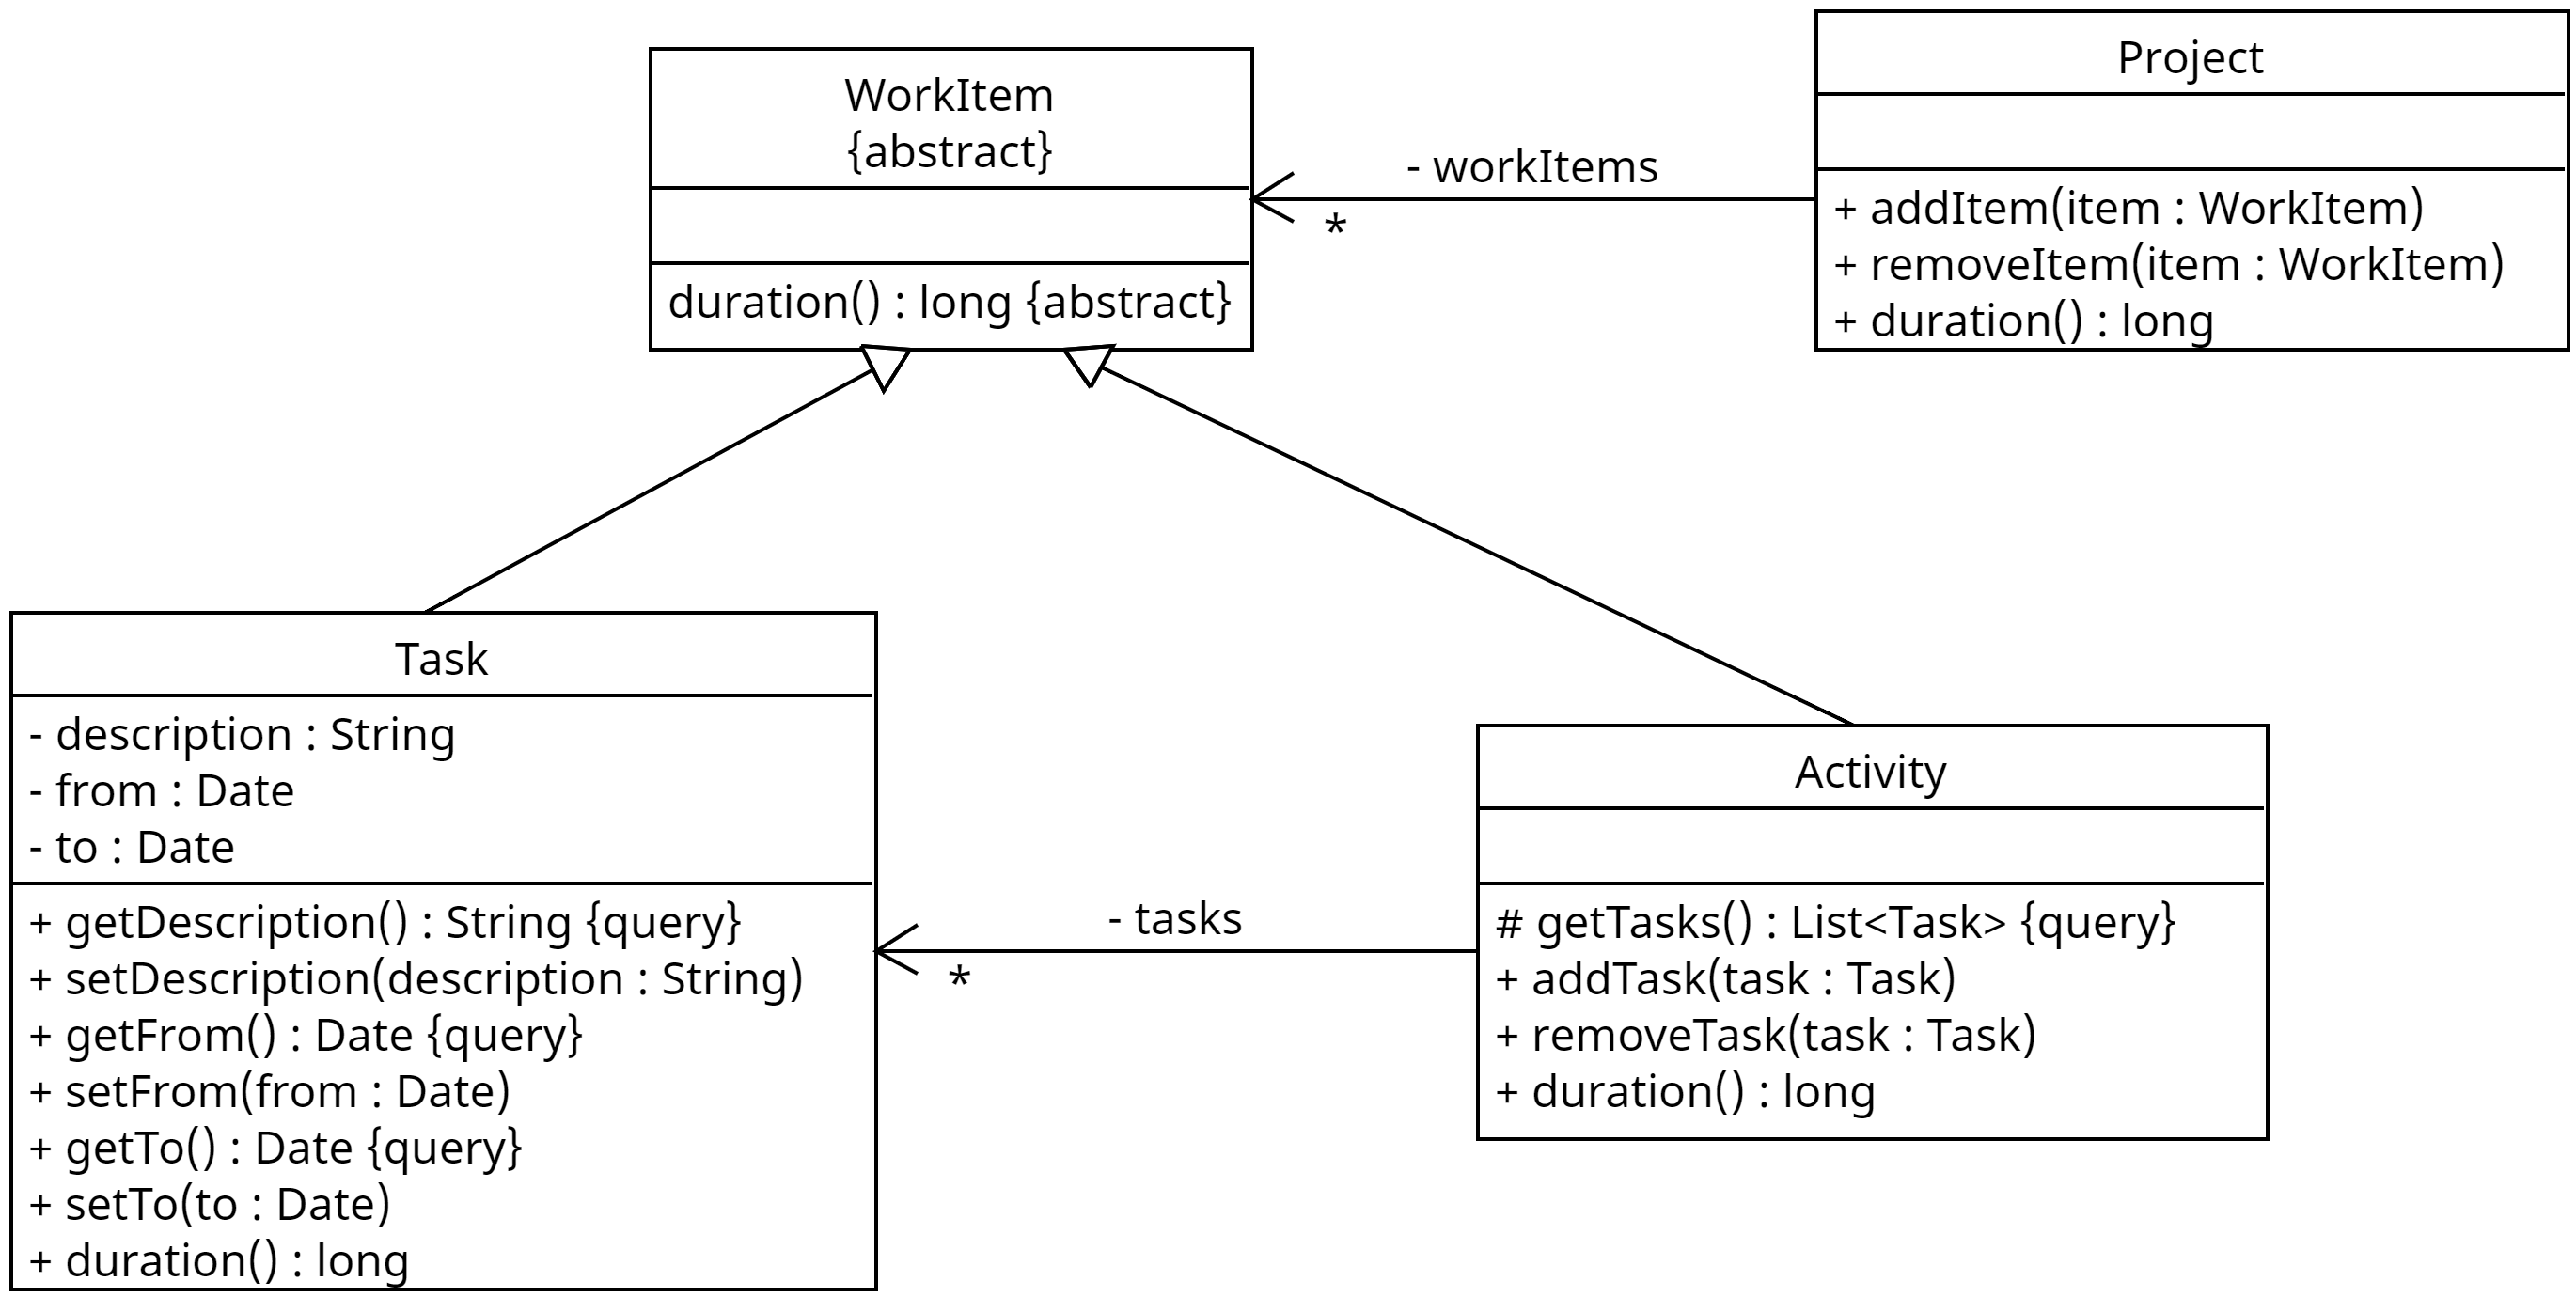 WorkItem
{abstract}
duration() : long {abstract}
- workItems
*
Project
+ addItem(item : WorkItem)
+ removeItem(item : WorkItem)
+ duration() : long
Task
- description : String
- from : Date
- to : Date
+ getDescription() : String {query}
+ setDescription(description : String)
+ getFrom() : Date {query}
+ setFrom(from : Date)
+ getTo() : Date {query}
+ setTo(to : Date)
+ duration() : long
- tasks
*
Activity
# getTasks() : List<Task> {query}
+ addTask(task : Task)
+ removeTask(task : Task)
+ duration() : long